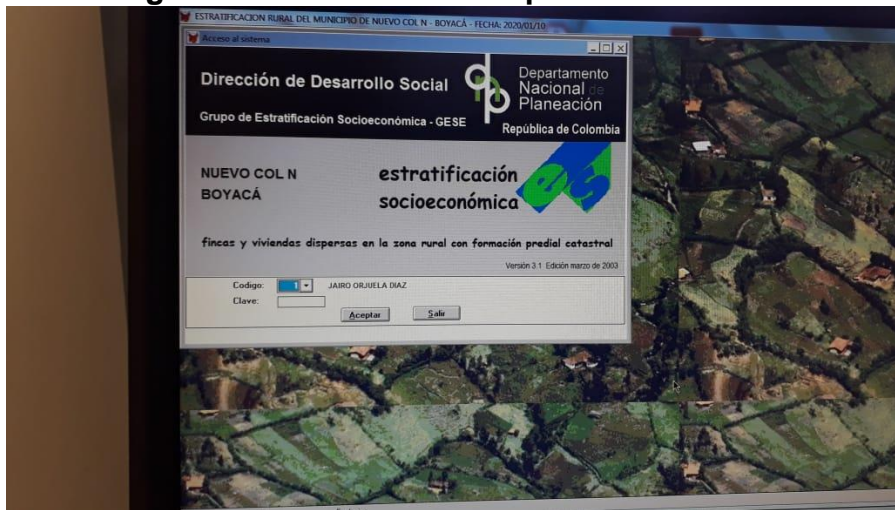 ESTRATIFICACION RURAL DEL MUNICIPIO DE NUEVO COL N - BOYACÁ - FECHA: 2020/01/10
Acceso al sistema
Dirección de Desarrollo Social
Grupo de Estratificación Socioeconómica - GESE
dnp
Departamento
Nacional de
Planeación
República de Colombia
NUEVO COL N
BOYACÁ
estratificación
socioeconómica
es
fincas y viviendas dispersas en la zona rural con formación predial catastral
Versión 3.1 Edición marzo de 2003
Codigo: 1 JAIRO ORJUELA DIAZ
Clave:
Aceptar Salir